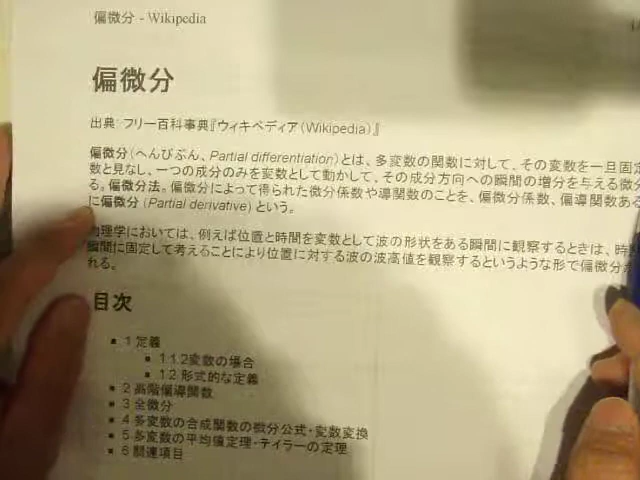 偏微分 - Wikipedia
偏微分
出典: フリー百科事典『ウィキペディア（Wikipedia）』
偏微分（へんびぶん、Partial differentiation）とは、多変数の関数に対して、その変数を一旦固定
数と見なし、一つの成分のみを変数として動かして、その成分方向への瞬間の増分を与える微分
る。偏微分法。偏微分によって得られた微分係数や導関数のことを、偏微分係数、偏導関数ある
に偏微分（Partial derivative）という。
物理学においては、例えば位置と時間を変数として波の形状をある瞬間に観察するときは、時
瞬間に固定して考えることにより位置に対する波の波高値を観察するというような形で偏微分が
れる。
目次
▪ 1 定義
▪ 1.1 2変数の場合
▪ 1.2 形式的な定義
▪ 2 高階偏導関数
▪ 3 全微分
▪ 4 多変数の合成関数の微分公式・変数変換
▪ 5 多変数の平均値定理・テイラーの定理
▪ 6 関連項目